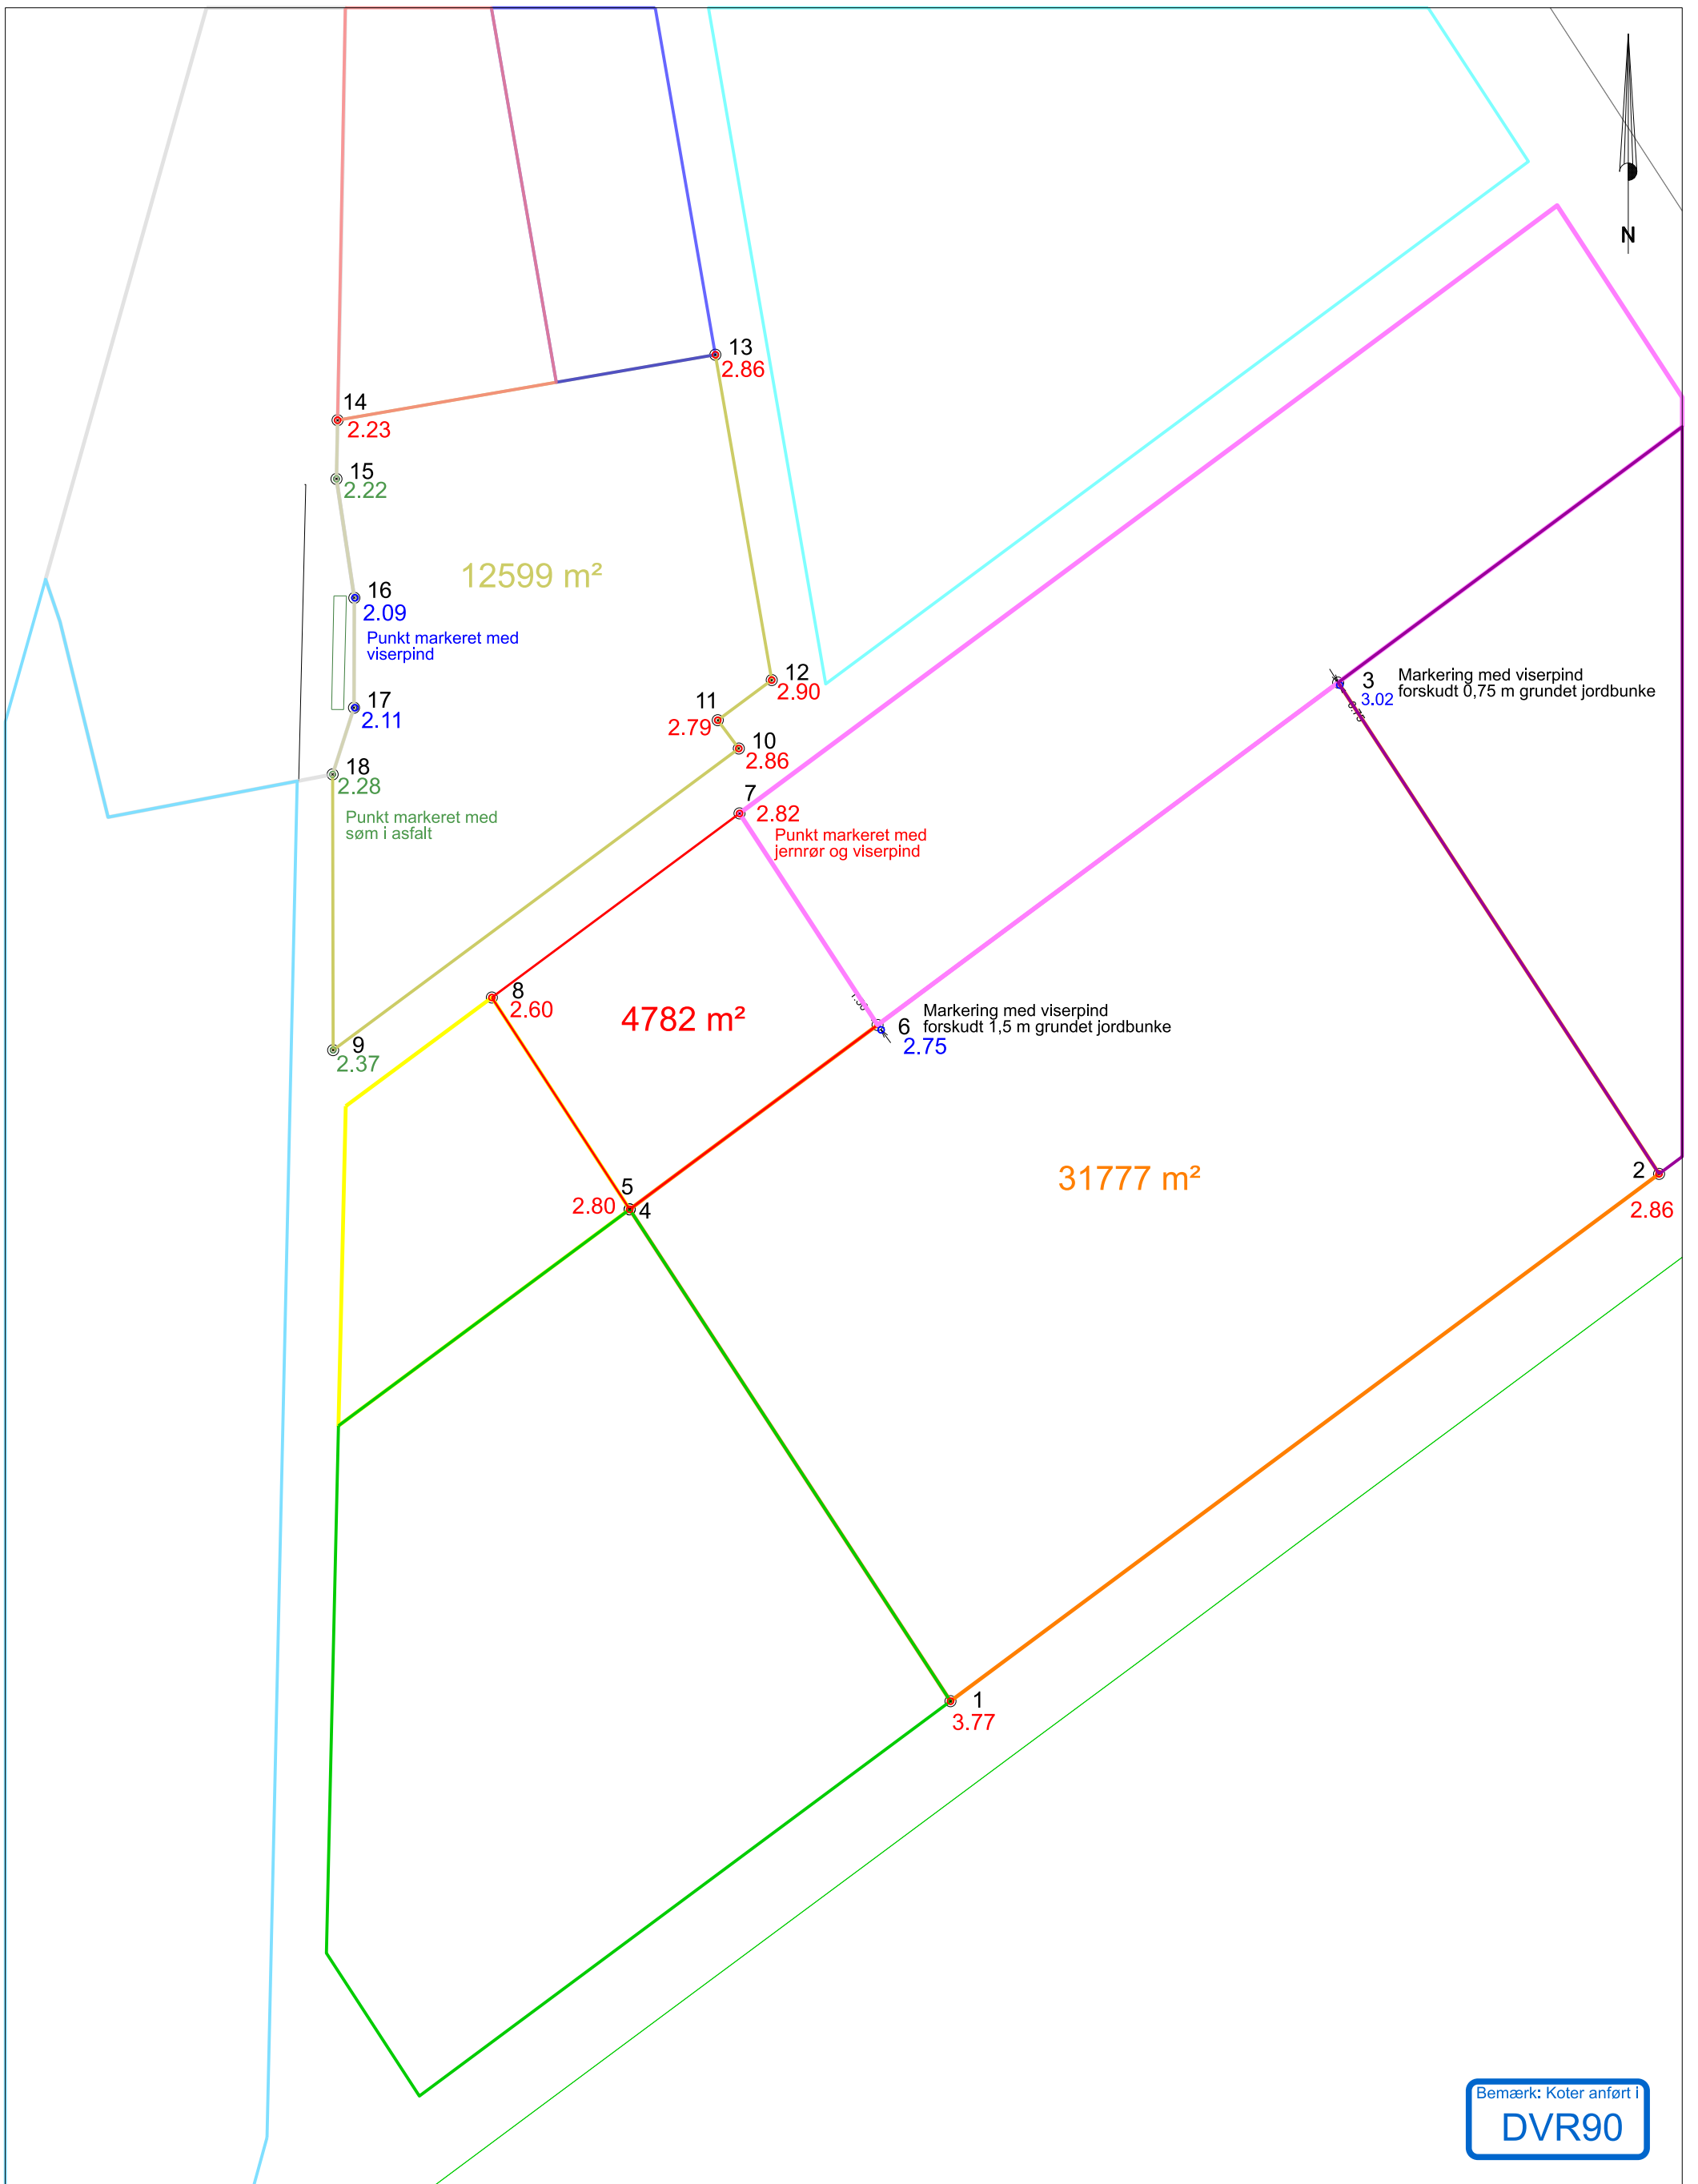 N
13
2.86
14
2.23
15
2.22
12599 m²
16
2.09
Punkt markeret med
viserpind
12
2.90
11
2.79
17
2.11
10
2.86
18
2.28
Punkt markeret med
søm i asfalt
7
2.82
Punkt markeret med
jernrør og viserpind
3
3.02
0.75
Markering med viserpind
forskudt 0,75 m grundet jordbunke
8
2.60
4782 m²
1.50
6
2.75
Markering med viserpind
forskudt 1,5 m grundet jordbunke
9
2.37
31777 m²
2
2.86
5
2.80
4
1
3.77
Bemærk: Koter anført i
DVR90